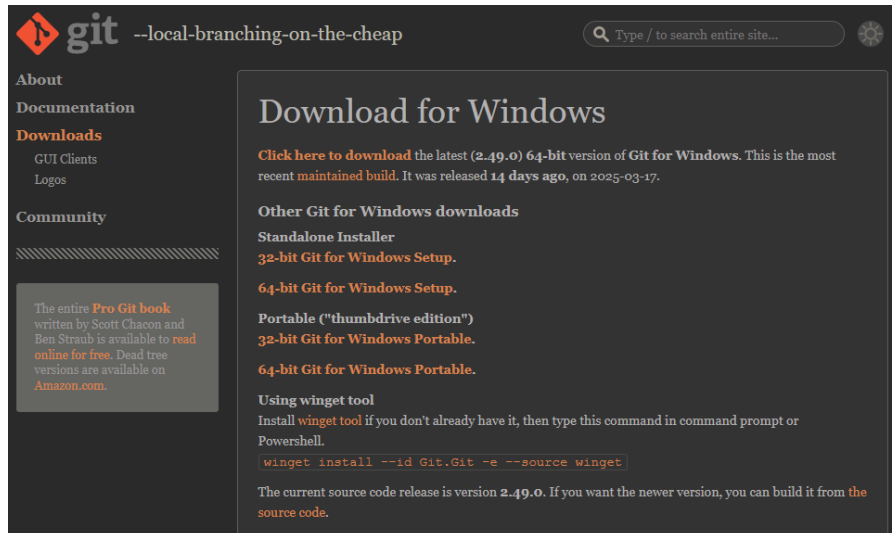 git --local-branching-on-the-cheap
Type / to search entire site...
About
Documentation
Downloads
GUI Clients
Logos
Community
The entire Pro Git book
written by Scott Chacon and
Ben Straub is available to read
online for free. Dead tree
versions are available on
Amazon.com.
Download for Windows
Click here to download the latest (2.49.0) 64-bit version of Git for Windows. This is the most
recent maintained build. It was released 14 days ago, on 2025-03-17.
Other Git for Windows downloads
Standalone Installer
32-bit Git for Windows Setup.
64-bit Git for Windows Setup.
Portable ("thumbdrive edition")
32-bit Git for Windows Portable.
64-bit Git for Windows Portable.
Using winget tool
Install winget tool if you don't already have it, then type this command in command prompt or
Powershell.
winget install --id Git.Git -e --source winget
The current source code release is version 2.49.0. If you want the newer version, you can build it from the
source code.